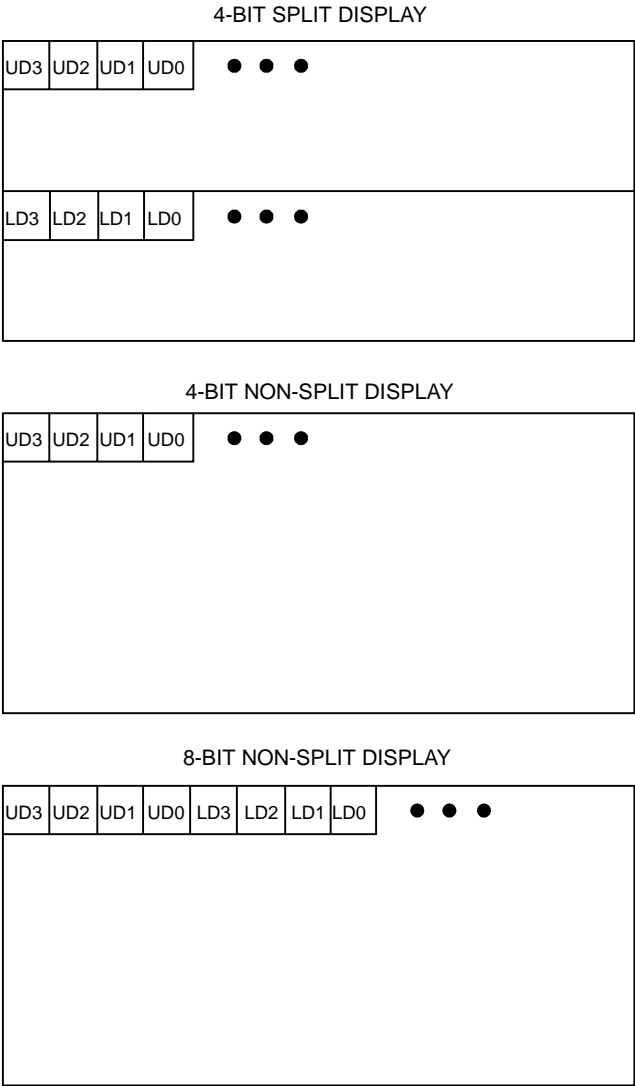 4-BIT SPLIT DISPLAY
UD3 UD2 UD1 UD0
LD3 LD2 LD1 LD0
4-BIT NON-SPLIT DISPLAY
UD3 UD2 UD1 UD0
8-BIT NON-SPLIT DISPLAY
UD3 UD2 UD1 UD0 LD3 LD2 LD1 LD0